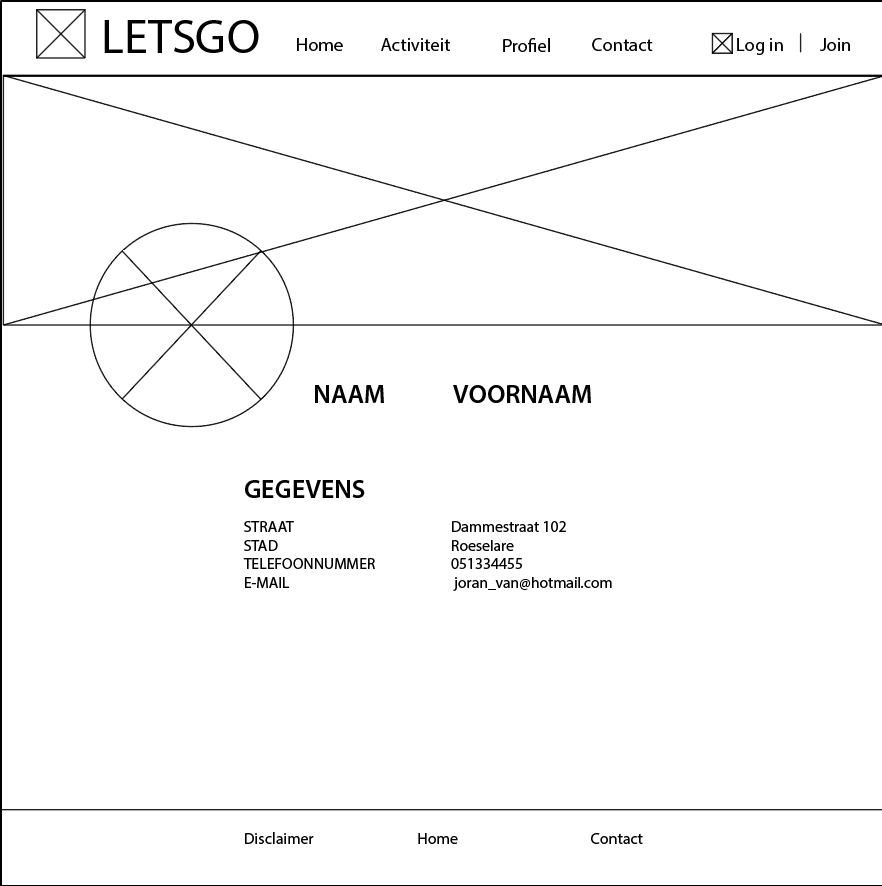 LETSGO Home Activiteit Profiel Contact Log in | Join
NAAM VOORNAAM
GEGEVENS
STRAAT Dammestraat 102
STAD Roeselare
TELEFOONNUMMER 051334455
E-MAIL joran_van@hotmail.com
Disclaimer Home Contact